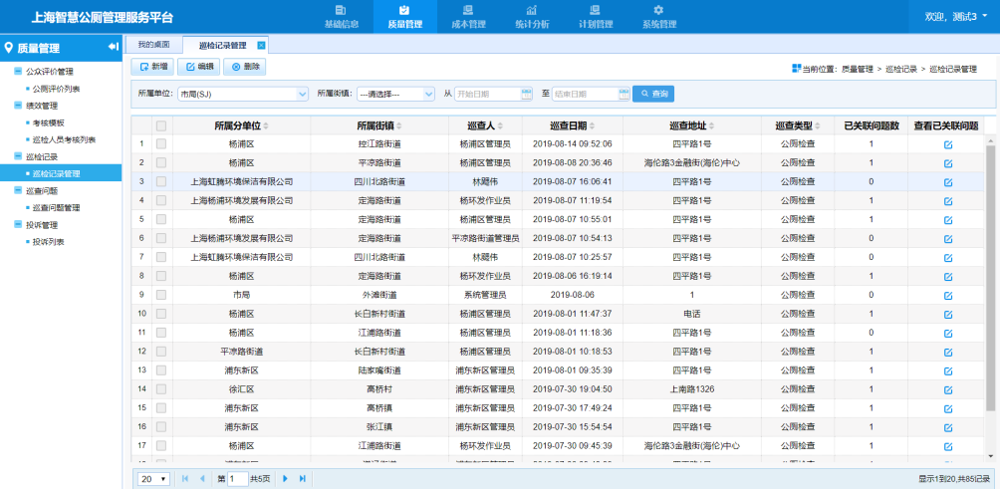 上海智慧公厕管理服务平台
基础信息 质量管理 成本管理 统计分析 计划管理 系统管理
欢迎, 测试3
质量管理
我的桌面 巡检记录管理
新增 编辑 删除
当前位置: 质量管理 > 巡检记录 > 巡检记录管理
公众评价管理
公厕评价列表
绩效管理
考核模板
巡检人员考核列表
巡检记录
巡检记录管理
巡查问题
巡查问题管理
投诉管理
投诉列表
所属单位: 市局(SJ) 所属街镇: ---请选择--- 从 开始日期 至 结束日期 查询
所属分单位 所属街镇 巡查人 巡查日期 巡查地址 巡查类型 已关联问题数 查看已关联问题
1 杨浦区 控江路街道 杨浦区管理员 2019-08-14 09:52:06 四平路1号 公厕检查 1
2 杨浦区 平凉路街道 杨浦区管理员 2019-08-08 20:36:46 海伦路3金融街(海伦)中心 公厕检查 1
3 上海虹腾环境保洁有限公司 四川北路街道 林飏伟 2019-08-07 16:06:41 四平路1号 公厕检查 0
4 上海杨浦环境发展有限公司 定海路街道 杨环发作业员 2019-08-07 11:19:54 四平路1号 公厕检查 1
5 杨浦区 定海路街道 杨浦区管理员 2019-08-07 10:55:01 四平路1号 公厕检查 1
6 上海杨浦环境发展有限公司 定海路街道 平凉路街道管理员 2019-08-07 10:54:13 四平路1号 公厕检查 0
7 上海虹腾环境保洁有限公司 四川北路街道 林飏伟 2019-08-07 10:25:57 四平路1号 公厕检查 0
8 杨浦区 定海路街道 杨环发作业员 2019-08-06 16:19:14 四平路1号 公厕检查 1
9 市局 外滩街道 系统管理员 2019-08-06 1 公厕检查 0
10 杨浦区 长白新村街道 杨浦区管理员 2019-08-01 11:47:37 电话 公厕检查 1
11 杨浦区 江浦路街道 杨浦区管理员 2019-08-01 11:18:36 四平路1号 公厕检查 0
12 平凉路街道 长白新村街道 杨浦区管理员 2019-08-01 10:18:53 四平路1号 公厕检查 1
13 浦东新区 陆家嘴街道 浦东新区管理员 2019-08-01 09:35:39 四平路1号 公厕检查 1
14 徐汇区 高桥村 浦东新区管理员 2019-07-30 19:04:50 上南路1326 公厕检查 1
15 浦东新区 高桥镇 浦东新区管理员 2019-07-30 17:49:24 四平路1号 公厕检查 1
16 浦东新区 张江镇 浦东新区管理员 2019-07-30 15:54:54 四平路1号 公厕检查 1
17 杨浦区 江浦路街道 杨环发作业员 2019-07-30 09:45:39 海伦路3金融街(海伦)中心 公厕检查 1
20 第 1 共5页 显示1到20,共85记录